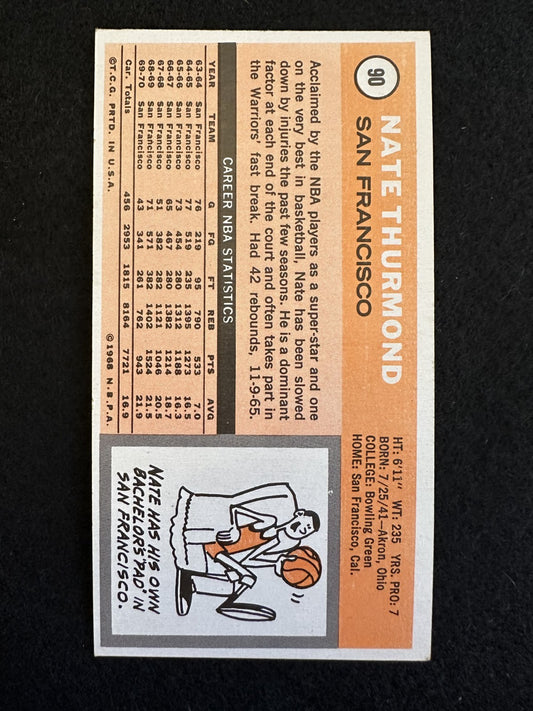 90
NATE THURMOND
SAN FRANCISCO
HT: 6'11" WT: 235 YRS. PRO: 7
BORN: 7/25/41—Akron, Ohio
COLLEGE: Bowling Green
HOME: San Francisco, Cal.
Acclaimed by the NBA players as a super-star and one
on the very best in basketball, Nate has been slowed
down by injuries the past few seasons. He is a dominant
factor at each end of the court and often takes part in
the Warriors' fast break. Had 42 rebounds, 11-9-65.
CAREER NBA STATISTICS
YEAR TEAM G FG FT REB PTS AVG
63-64 San Francisco 76 219 95 790 533 7.0
64-65 San Francisco 77 519 235 1395 1273 16.5
65-66 San Francisco 73 454 280 1312 1188 16.3
66-67 San Francisco 65 467 280 1382 1214 18.7
67-68 San Francisco 51 382 282 1121 1046 20.5
68-69 San Francisco 71 571 382 1402 1524 21.5
69-70 San Francisco 43 341 261 762 943 21.9
Car. Totals 456 2953 1815 8164 7721 16.9
©T.C.G. PRTD. IN U.S.A. ©1968 N.B.P.A.
NATE HAS HIS OWN
BACHELOR'S "PAD" IN
SAN FRANCISCO.